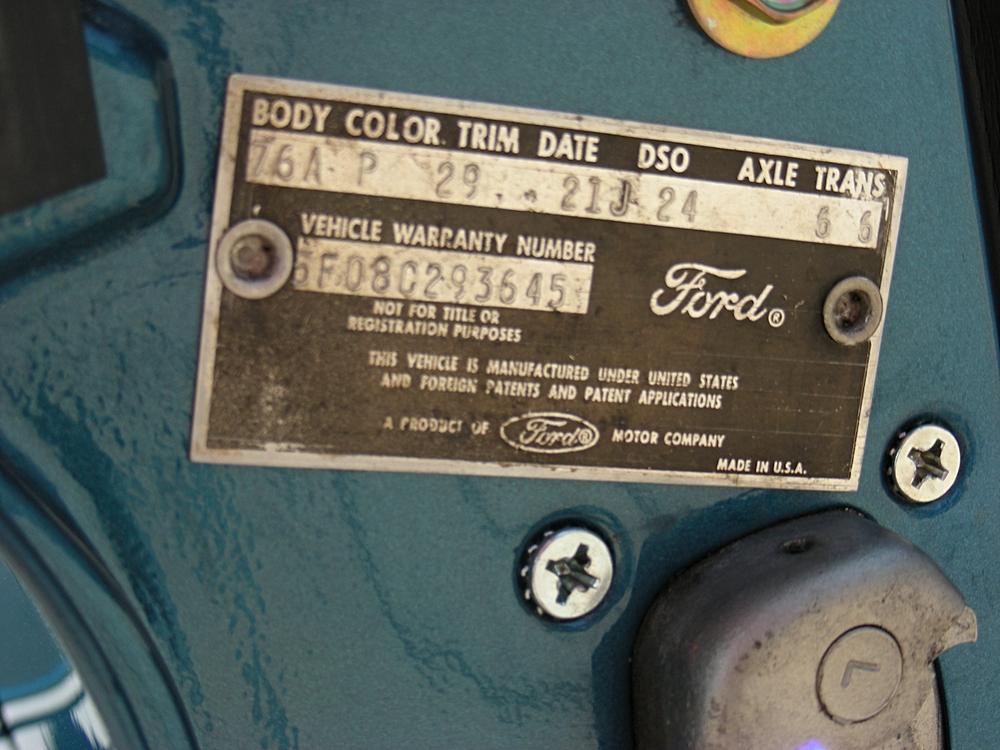 BODY COLOR TRIM DATE DSO AXLE TRANS
76A P 29 21J 24 6 6
VEHICLE WARRANTY NUMBER
5F08C293645
NOT FOR TITLE OR
REGISTRATION PURPOSES
Ford®
THIS VEHICLE IS MANUFACTURED UNDER UNITED STATES
AND FOREIGN PATENTS AND PATENT APPLICATIONS
A PRODUCT OF Ford® MOTOR COMPANY
MADE IN U.S.A.